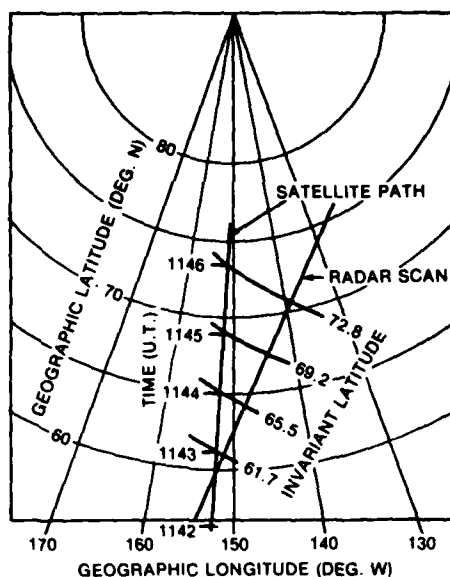 80
GEOGRAPHIC LATITUDE (DEG. N)
70
60
SATELLITE PATH
RADAR SCAN
TIME (U.T.)
1146
1145
1144
1143
1142
72.8
69.2
65.5
61.7
INVARIANT LATITUDE
170 160 150 140 130
GEOGRAPHIC LONGITUDE (DEG. W)